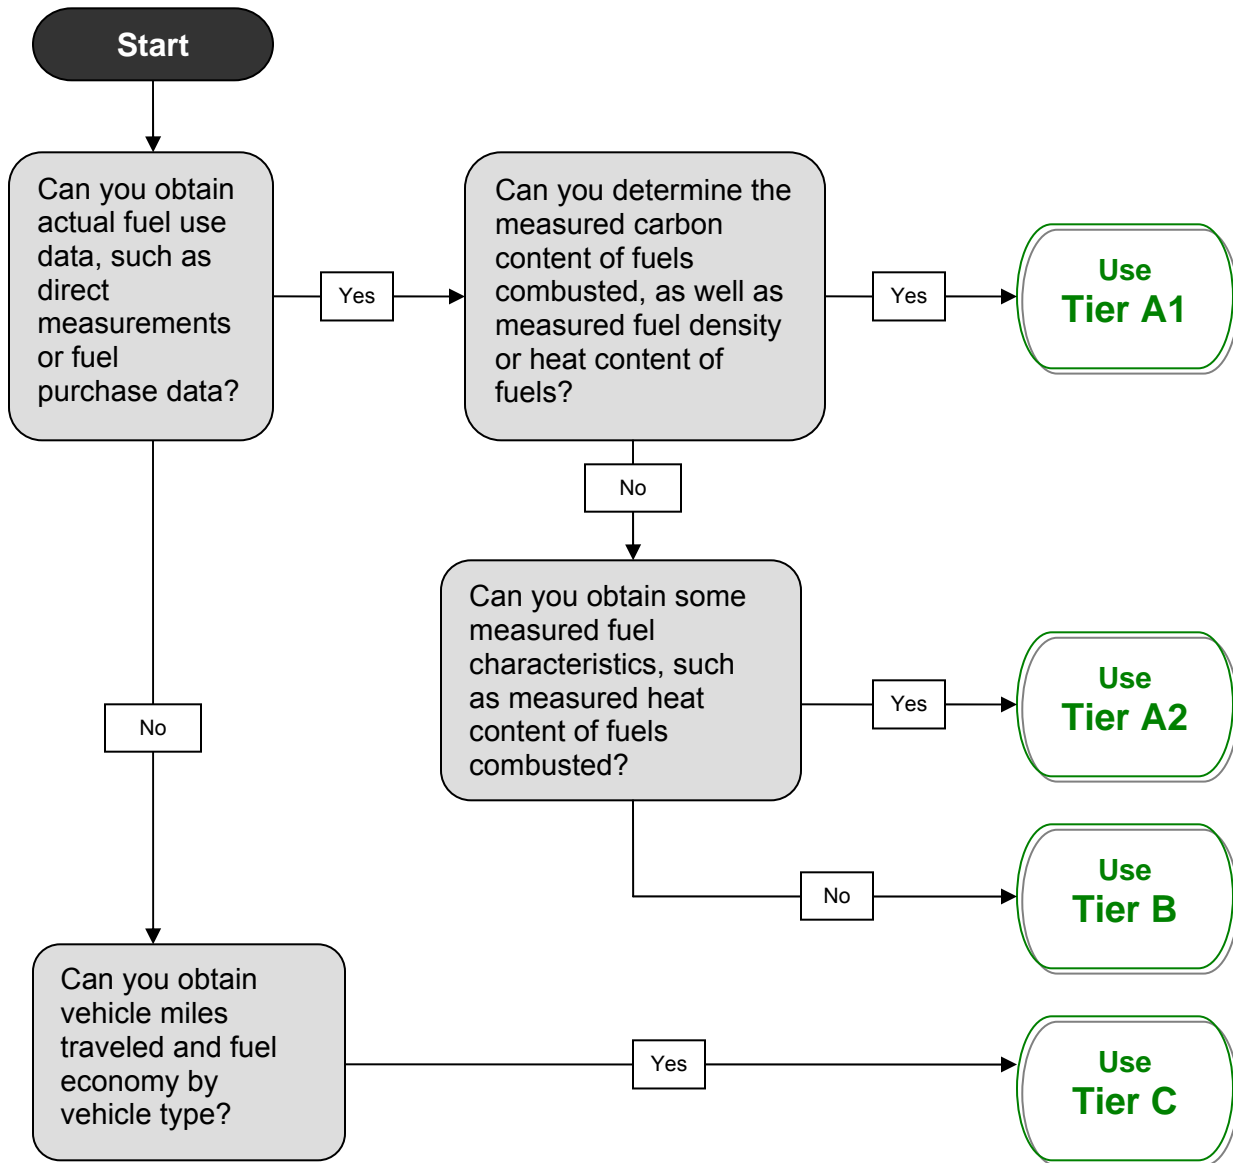 Start
Can you obtain
actual fuel use
data, such as
direct
measurements
or fuel
purchase data?
Yes
Can you determine the
measured carbon
content of fuels
combusted, as well as
measured fuel density
or heat content of
fuels?
Yes
Use
Tier A1
No
Can you obtain some
measured fuel
characteristics, such
as measured heat
content of fuels
combusted?
Yes
Use
Tier A2
No
No
Use
Tier B
Can you obtain
vehicle miles
traveled and fuel
economy by
vehicle type?
Yes
Use
Tier C